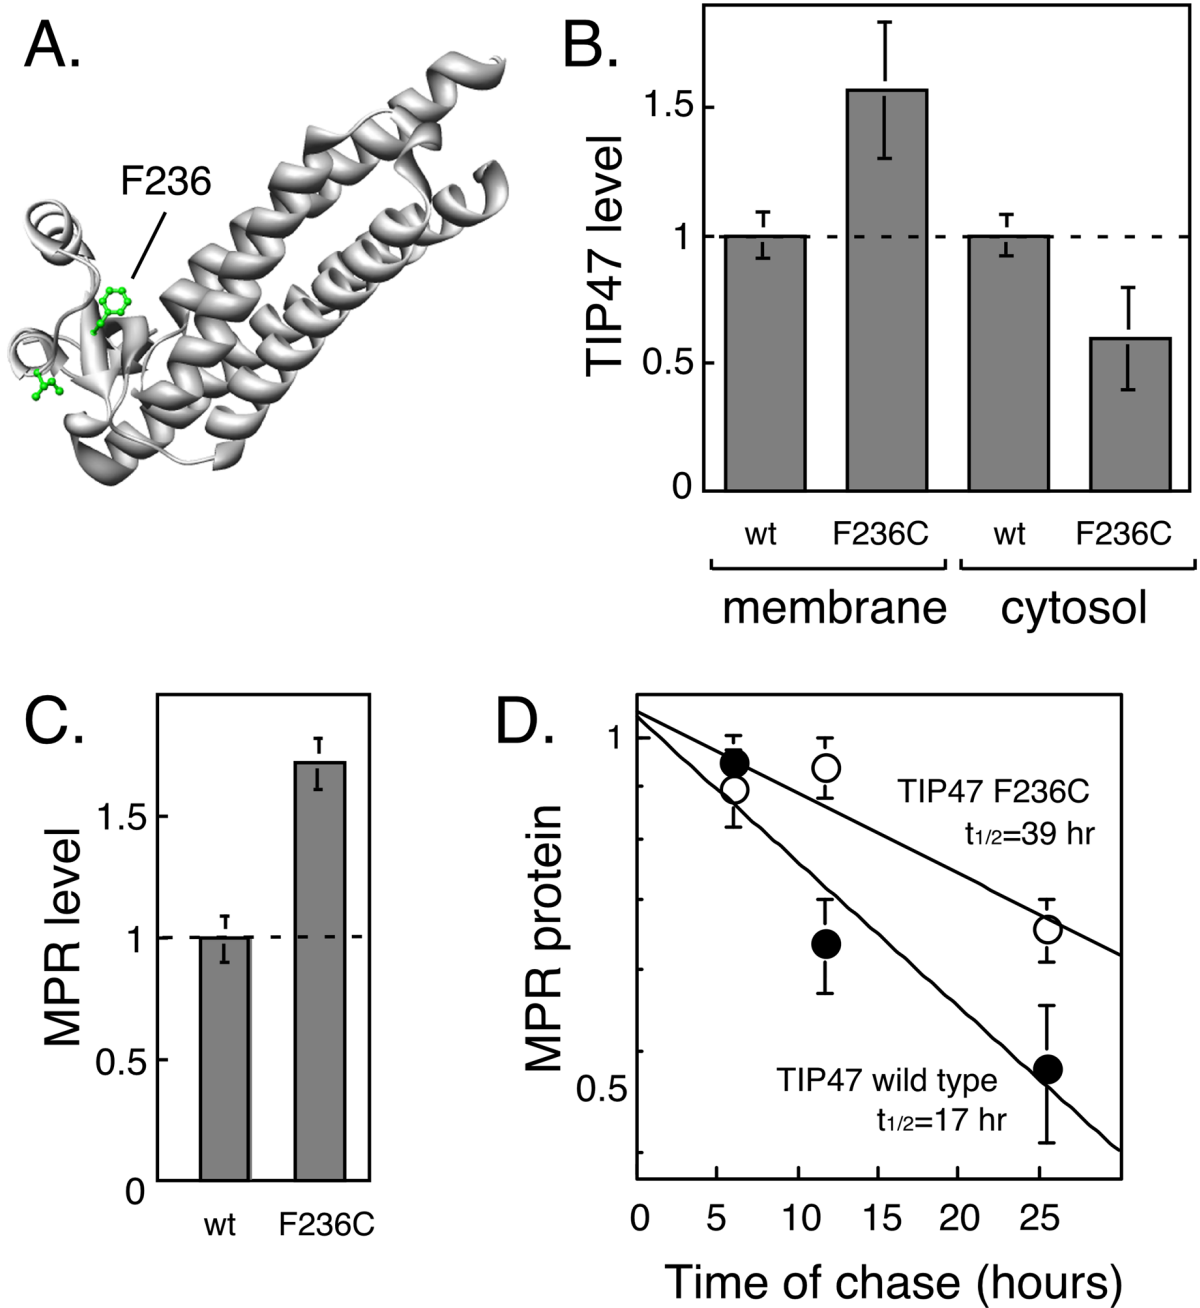 A.
F236
B.
TIP47 level
1.5
1
0.5
0
wt
F236C
wt
F236C
membrane
cytosol
C.
MPR level
1.5
1
0.5
0
wt
F236C
D.
MPR protein
1
0.5
TIP47 F236C
t1/2=39 hr
TIP47 wild type
t1/2=17 hr
0
5
10
15
20
25
Time of chase (hours)